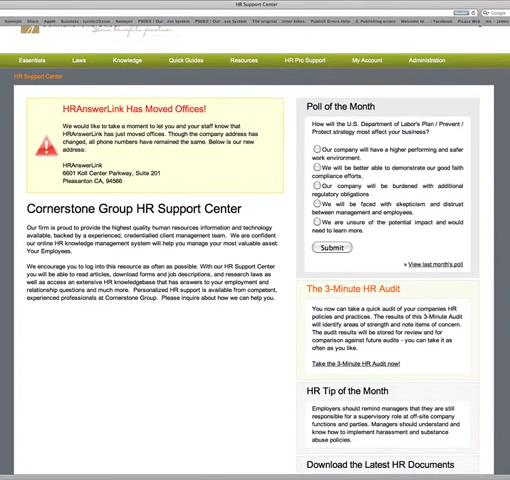 HR Support Center
Essentials Laws Knowledge Quick Guides Resources HR Pro Support My Account Administration
HR Support Center
HRAnswerLink Has Moved Offices!
We would like to take a moment to let you and your staff know that
HRAnswerLink has just moved offices. Though the company address has
changed, all phone numbers have remained the same. Below is our new
address:
HRAnswerLink
6601 Koll Center Parkway, Suite 201
Pleasanton CA, 94566
Cornerstone Group HR Support Center
Our firm is proud to provide the highest quality human resources information and technology
available, backed by a experienced, credentialled client management team. We are confident
our online HR knowledge management system will help you manage your most valuable asset:
Your Employees.
We encourage you to log into this resource as often as possible. With our HR Support Center
you will be able to read articles, download forms and job descriptions, and research laws as
well as access an extensive HR knowledgebase that has answers to your employment and
relationship questions and much more. Personalized HR support is available from competent,
experienced professionals at Cornerstone Group. Please inquire about how we can help you.
Poll of the Month
How will the U.S. Department of Labor's Plan / Prevent /
Protect strategy most affect your business?
Our company will have a higher performing and safer
work environment.
We will be better able to demonstrate our good faith
compliance efforts.
Our company will be burdened with additional
regulatory obligations
We will be faced with skepticism and distrust
between management and employees.
We are unsure of the potential impact and would
need to learn more.
Submit
» View last month's poll
The 3-Minute HR Audit
You now can take a quick audit of your companies HR
policies and practices. The results of this 3-Minute Audit
will identify areas of strength and note items of concern.
The audit results will be stored for review and for
comparison against future audits - you can take it as
often as you like.
Take the 3-Minute HR Audit now!
HR Tip of the Month
Employers should remind managers that they are still
responsible for a supervisory role at off-site company
functions and parties. Managers should understand and
know how to implement harassment and substance
abuse policies.
Download the Latest HR Documents